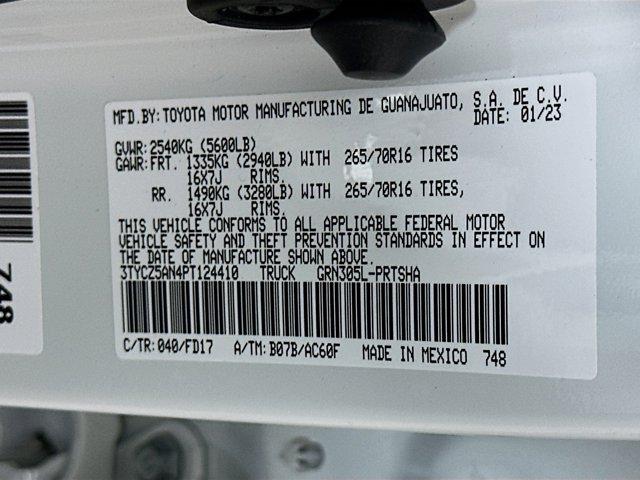 MFD.BY: TOYOTA MOTOR MANUFACTURING DE GUANAJUATO, S.A. DE C.V.
DATE: 01/23
GVWR: 2540KG (5600LB)
GAWR: FRT. 1335KG (2940LB) WITH 265/70R16 TIRES
16X7J RIMS.
RR. 1490KG (3280LB) WITH 265/70R16 TIRES,
16X7J RIMS.
THIS VEHICLE CONFORMS TO ALL APPLICABLE FEDERAL MOTOR
VEHICLE SAFETY AND THEFT PREVENTION STANDARDS IN EFFECT ON
THE DATE OF MANUFACTURE SHOWN ABOVE.
3TYCZ5AN4PT124410 TRUCK GRN305L-PRTSHA
C/TR: 040/FD17 A/TM: B07B/AC60F MADE IN MEXICO 748
748